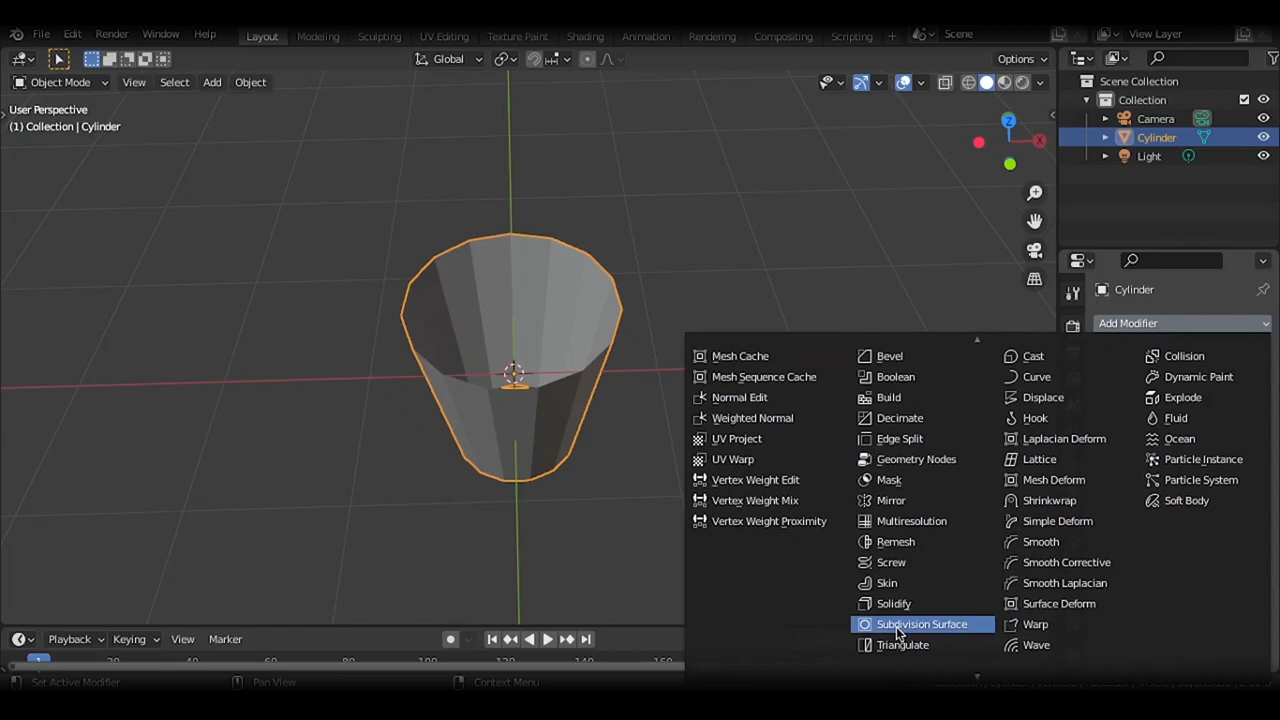 File Edit Render Window Help Layout Modeling Sculpting UV Editing Texture Paint Shading Animation Rendering Compositing Scripting + Scene View Layer
Global Options
Object Mode View Select Add Object
User Perspective
(1) Collection | Cylinder
Z
X
Scene Collection
Collection
Camera
Cylinder
Light
Cylinder
Add Modifier
Mesh Cache
Mesh Sequence Cache
Normal Edit
Weighted Normal
UV Project
UV Warp
Vertex Weight Edit
Vertex Weight Mix
Vertex Weight Proximity
Bevel
Boolean
Build
Decimate
Edge Split
Geometry Nodes
Mask
Mirror
Multiresolution
Remesh
Screw
Skin
Solidify
Subdivision Surface
Triangulate
Cast
Curve
Displace
Hook
Laplacian Deform
Lattice
Mesh Deform
Shrinkwrap
Simple Deform
Smooth
Smooth Corrective
Smooth Laplacian
Surface Deform
Warp
Wave
Collision
Dynamic Paint
Explode
Fluid
Ocean
Particle Instance
Particle System
Soft Body
Playback Keying View Marker
1
Set Active Modifier Pan View Context Menu